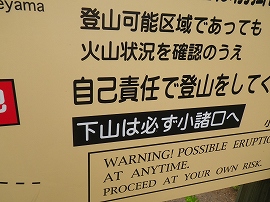 eyama
登山可能区域であっても
火山状況を確認のうえ
自己責任で登山をして
下山は必ず小諸口へ
WARNING! POSSIBLE ERUPTI
AT ANYTIME.
PROCEED AT YOUR OWN RISK.